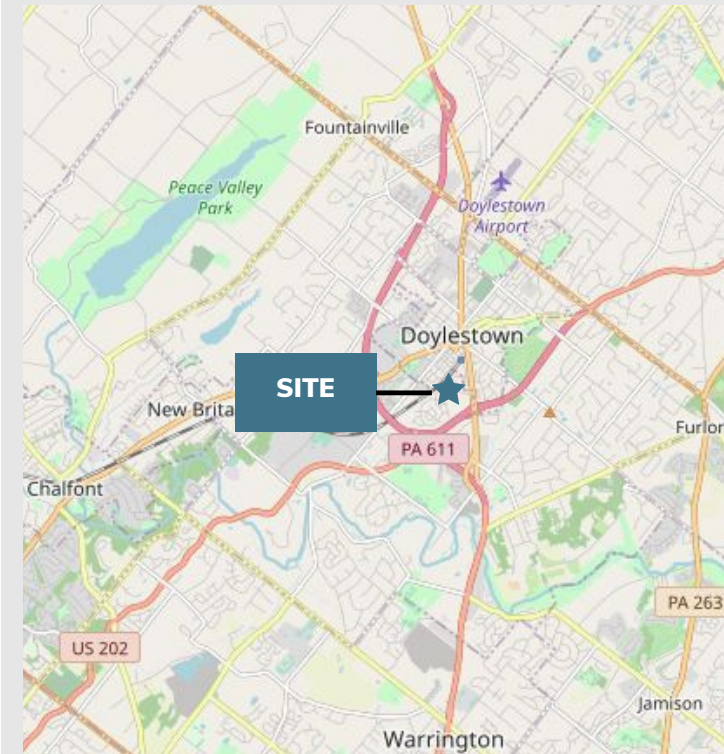 Fountainville
Peace Valley
Park
Doylestown
Airport
Doylestown
SITE
New Brita
Furlon
PA 611
Chalfont
PA 263
US 202
Jamison
Warrington